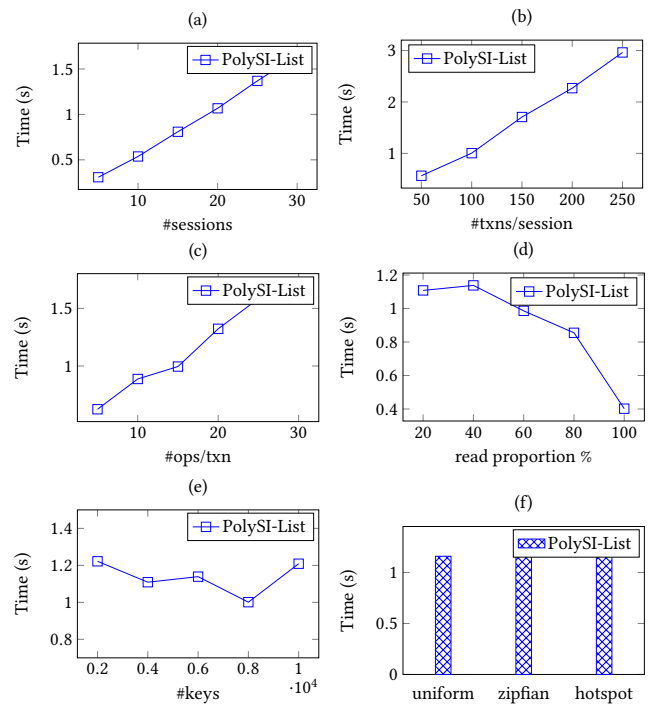 (a)
PolySI-List
1.5
1
0.5
Time (s)
10
20
30
#sessions
(b)
PolySI-List
3
2
1
Time (s)
50
100
150
200
250
#txns/session
(c)
PolySI-List
1.5
1
Time (s)
10
20
30
#ops/txn
(d)
PolySI-List
1.2
1
0.8
0.6
0.4
Time (s)
20
40
60
80
100
read proportion %
(e)
PolySI-List
1.4
1.2
1
0.8
Time (s)
0.2
0.4
0.6
0.8
1
·10⁴
#keys
(f)
PolySI-List
1
0
Time (s)
uniform
zipfian
hotspot